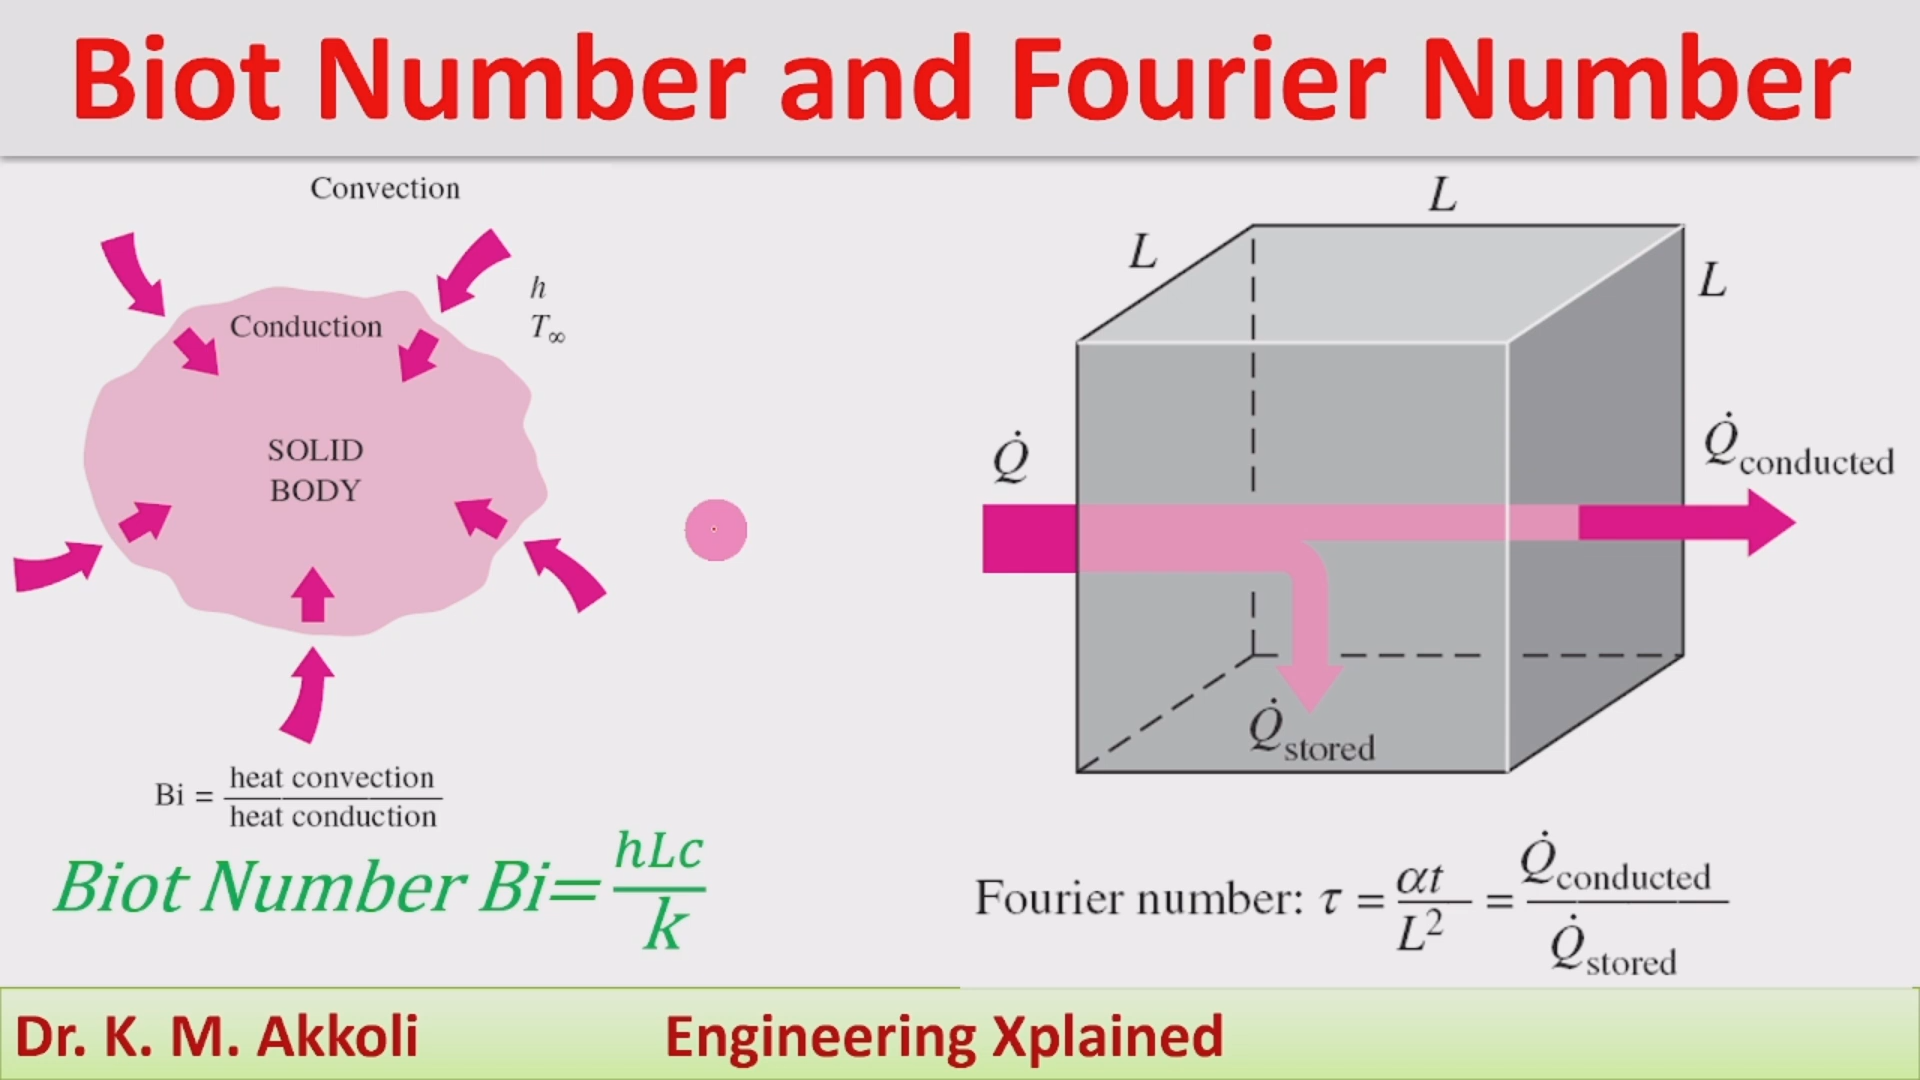 Biot Number and Fourier Number
Convection
h
T∞
Conduction
SOLID
BODY
Bi = heat convection / heat conduction
Biot Number Bi= hLc / k
L
L
L
Q̇
Q̇conducted
Q̇stored
Fourier number: τ = αt / L² = Q̇conducted / Q̇stored
Dr. K. M. Akkoli
Engineering Xplained